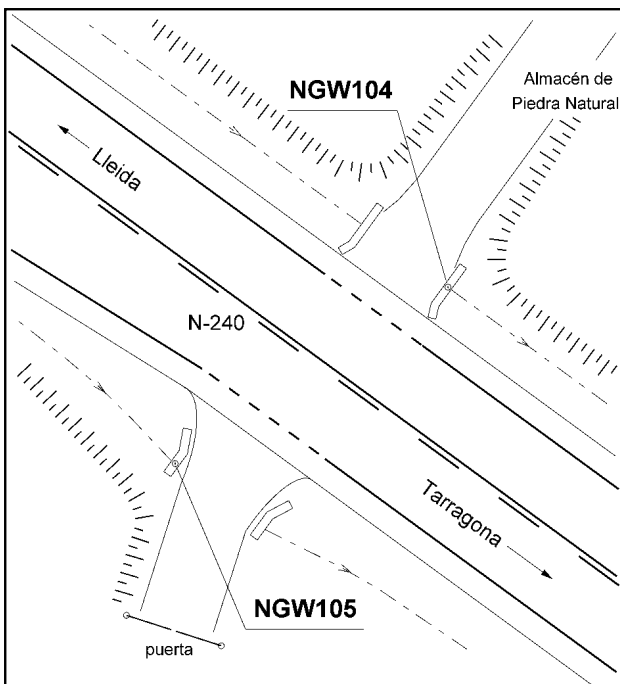 Almacén de
Piedra Natural
NGW104
Lleida
N-240
Tarragona
NGW105
puerta